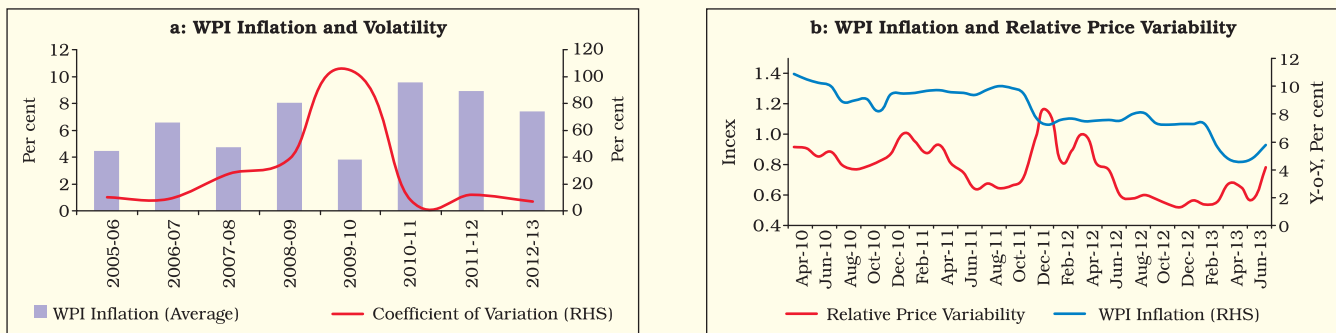 a: WPI Inflation and Volatility
12
10
8
6
4
2
0
Per cent
120
100
80
60
40
20
0
Per cent
2005-06
2006-07
2007-08
2008-09
2009-10
2010-11
2011-12
2012-13
WPI Inflation (Average)
Coefficient of Variation (RHS)
b: WPI Inflation and Relative Price Variability
1.4
1.2
1.0
0.8
0.6
0.4
Incex
12
10
8
6
4
2
0
Y-o-Y, Per cent
Apr-10
Jun-10
Aug-10
Oct-10
Dec-10
Feb-11
Apr-11
Jun-11
Aug-11
Oct-11
Dec-11
Feb-12
Apr-12
Jun-12
Aug-12
Oct-12
Dec-12
Feb-13
Apr-13
Jun-13
Relative Price Variability
WPI Inflation (RHS)